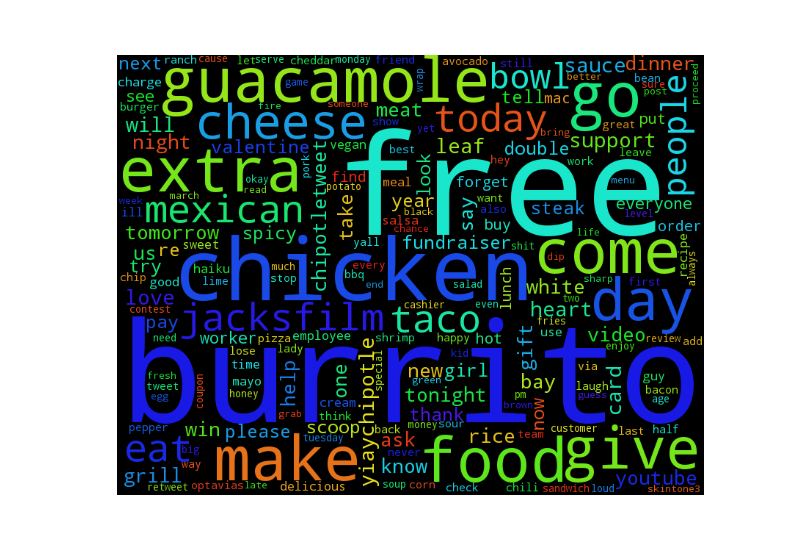 next ranch cause let serve cheddar monday friend avocado still better sauce dinner
charge guacamole bowl bean sure proceed
burger see fire game wrap tell mac post people
will cheese someone meat today great bring put go
night valentine show yet vegan best leaf double hey work support leave
extra okay read pork potato find meal look forget want menu everyone
week march mexican free black year take say steak also level order
ill tomorrow spicy chipotletweet salsa chance buy life recipe
us re sweet yall fundraiser shit come always
try haiku much every bbq chicken salad dip sharp first
chip good lime stop end lunch white two day
love cashier even heart fries
contest jacksfilm taco video
pay worker employee shrimp happy hot gift use enjoy review add
need pizza lady yiaychipotle
lose burrito kid via
fresh time help one special new girl bay laugh card guy bacon
tweet mayo green guess age
egg coupon honey cream tonight pm brown
grab think thank now
pepper win please scoop money sour team customer last half
tuesday back ask rice
eat big make never know food give
way
grill soup corn check chili sandwich loud youtube
retweet optavias late delicious skintone3